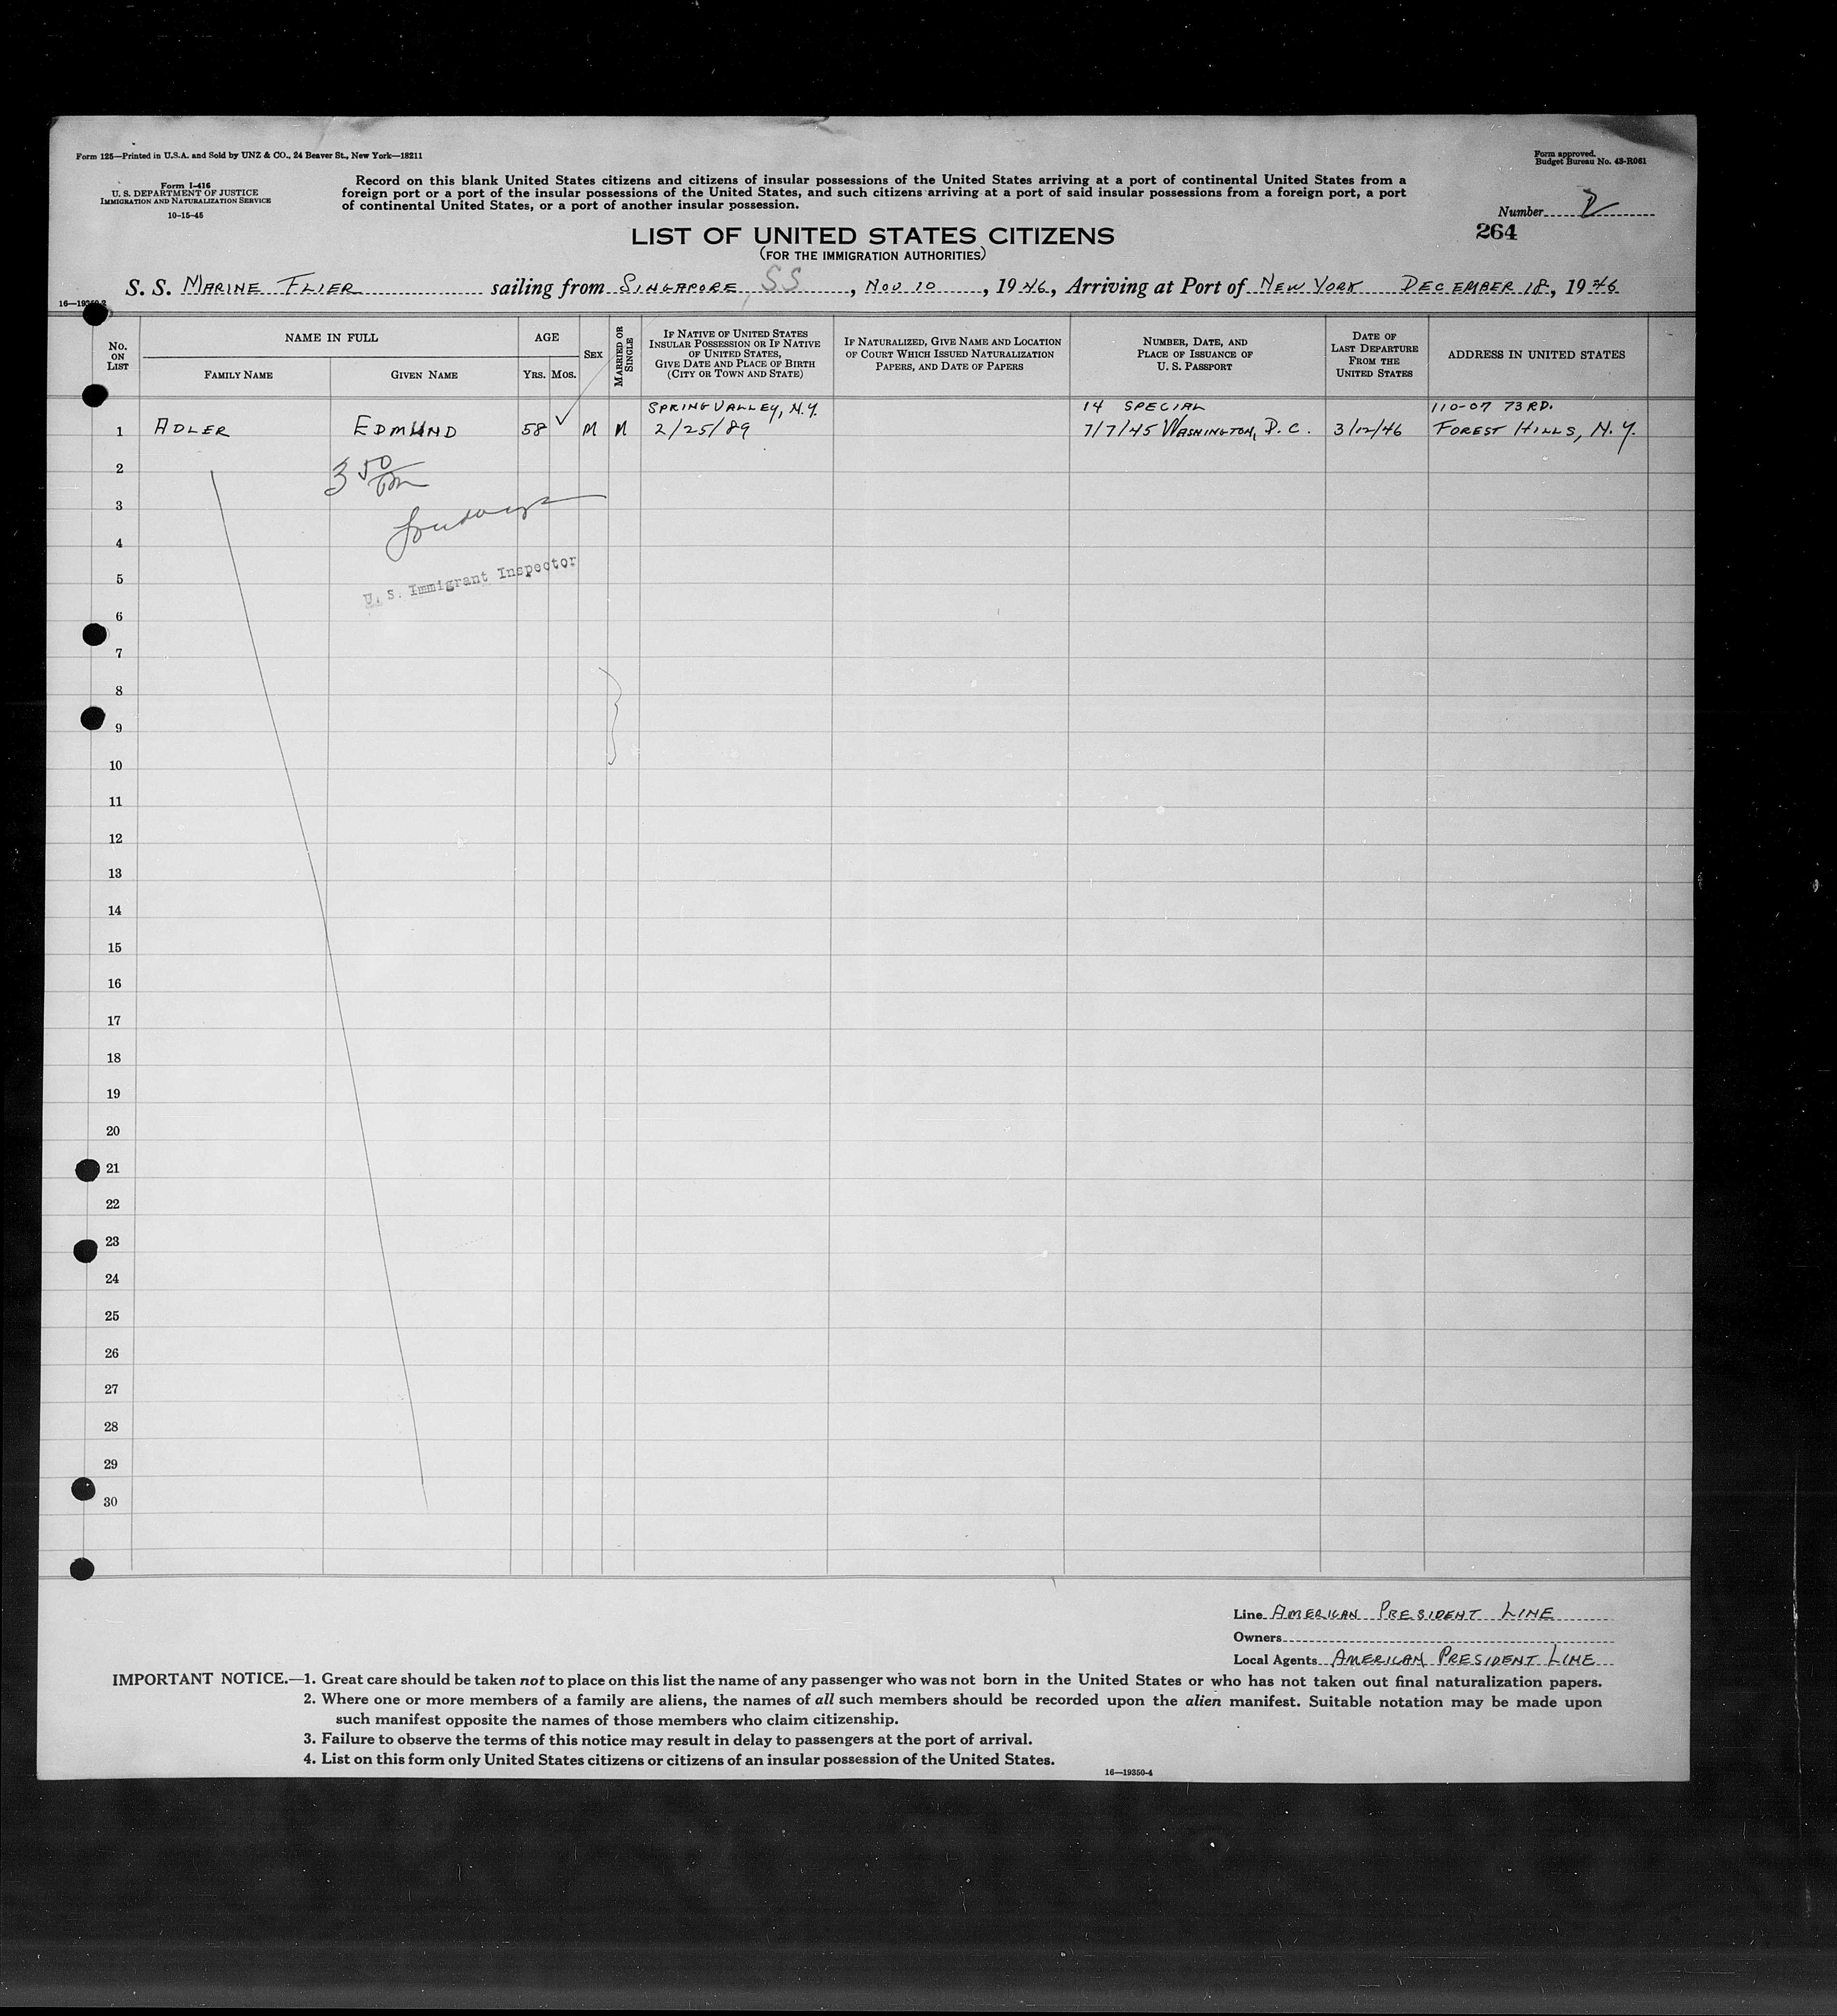 Form 125—Printed in U.S.A. and Sold by UNZ & CO., 24 Beaver St., New York—18211
Form approved.
Budget Bureau No. 43-R061
Form I-416
U. S. DEPARTMENT OF JUSTICE
IMMIGRATION AND NATURALIZATION SERVICE
10-15-45
Record on this blank United States citizens and citizens of insular possessions of the United States arriving at a port of continental United States from a
foreign port or a port of the insular possessions of the United States, and such citizens arriving at a port of said insular possessions from a foreign port, a port
of continental United States, or a port of another insular possession.
Number
264
LIST OF UNITED STATES CITIZENS
(FOR THE IMMIGRATION AUTHORITIES)
S. S. MARINE FLIER sailing from SINGAPORE, SS, NOV 10, 1946, Arriving at Port of NEW YORK DECEMBER 18, 1946
No. ON LIST
NAME IN FULL
FAMILY NAME
GIVEN NAME
AGE
YRS.
MOS.
SEX
MARRIED OR SINGLE
IF NATIVE OF UNITED STATES
INSULAR POSSESSION OR IF NATIVE
OF UNITED STATES,
GIVE DATE AND PLACE OF BIRTH
(CITY OR TOWN AND STATE)
IF NATURALIZED, GIVE NAME AND LOCATION
OF COURT WHICH ISSUED NATURALIZATION
PAPERS, AND DATE OF PAPERS
NUMBER, DATE, AND
PLACE OF ISSUANCE OF
U. S. PASSPORT
DATE OF
LAST DEPARTURE
FROM THE
UNITED STATES
ADDRESS IN UNITED STATES
SPRING VALLEY, N.Y. 14 SPECIAL 110-07 73RD.
1 ADLER EDMUND 58 ✓ M M 2/25/89 7/7/45 WASHINGTON, D.C. 3/12/46 FOREST HILLS, N.Y.
2
3
4
5
U. S. Immigrant Inspector
6
7
8
9
10
11
12
13
14
15
16
17
18
19
20
21
22
23
24
25
26
27
28
29
30
Line AMERICAN PRESIDENT LINE
Owners
Local Agents AMERICAN PRESIDENT LINE
IMPORTANT NOTICE.—1. Great care should be taken not to place on this list the name of any passenger who was not born in the United States or who has not taken out final naturalization papers.
2. Where one or more members of a family are aliens, the names of all such members should be recorded upon the alien manifest. Suitable notation may be made upon
such manifest opposite the names of those members who claim citizenship.
3. Failure to observe the terms of this notice may result in delay to passengers at the port of arrival.
4. List on this form only United States citizens or citizens of an insular possession of the United States.
16—19350-4